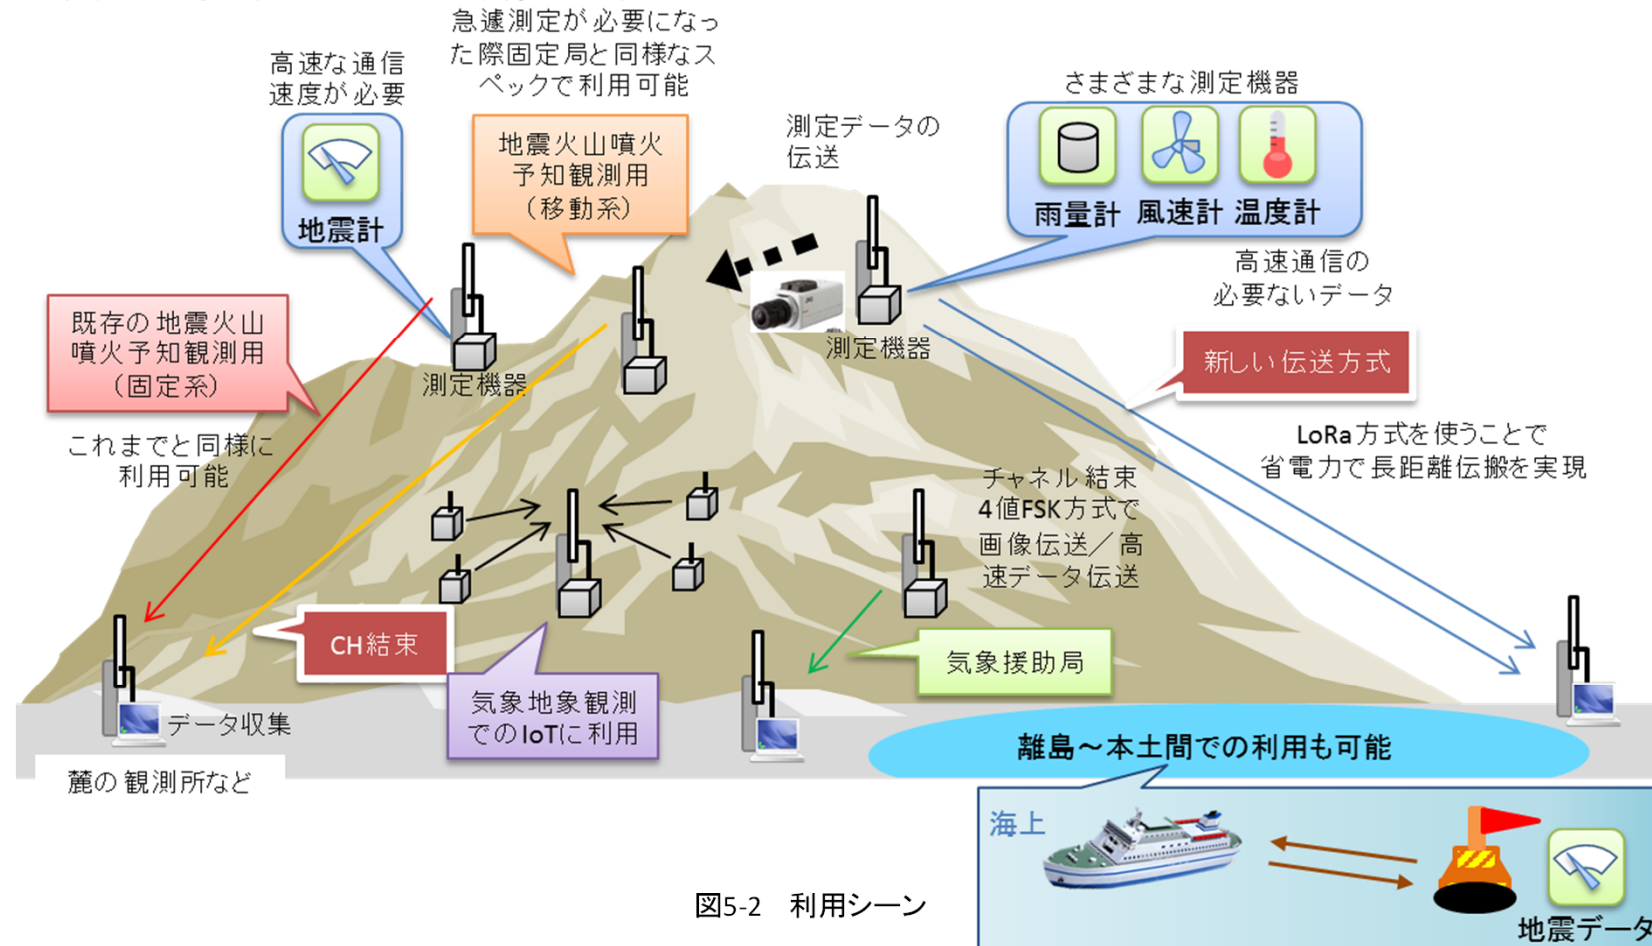 急遽測定が必要になっ
た際固定局と同様なス
ペックで利用可能
高速な通信
速度が必要
地震計
地震火山噴火
予知観測用
（移動系）
測定データの
伝送
さまざまな測定機器
雨量計 風速計 温度計
高速通信の
必要ないデータ
既存の地震火山
噴火予知観測用
（固定系）
これまでと同様に
利用可能
測定機器
測定機器
新しい伝送方式
LoRa方式を使うことで
省電力で長距離伝搬を実現
チャネル結束
4値FSK方式で
画像伝送／高
速データ伝送
CH結束
気象地象観測
でのIoTに利用
気象援助局
データ収集
麓の観測所など
離島～本土間での利用も可能
海上
地震データ
図5-2 利用シーン